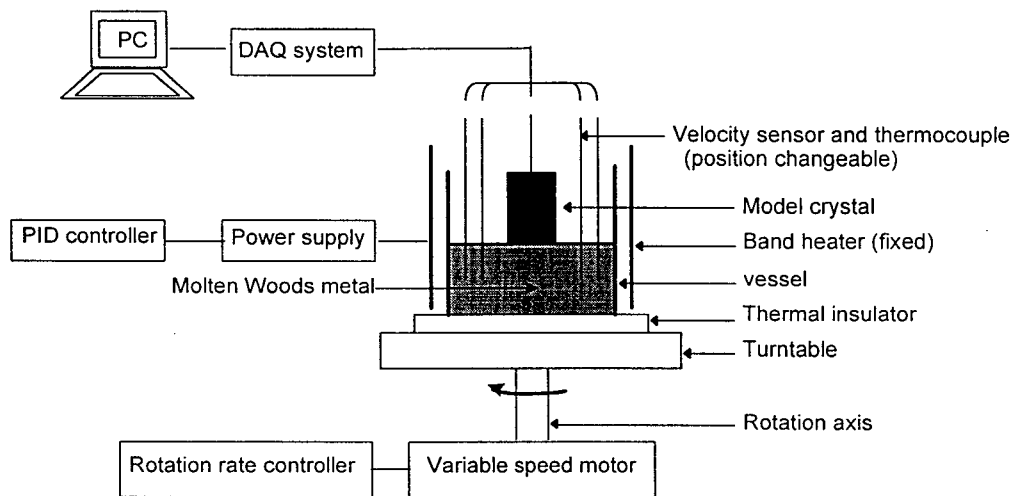 PC
DAQ system
Velocity sensor and thermocouple
(position changeable)
Model crystal
PID controller
Power supply
Band heater (fixed)
Molten Woods metal
vessel
Thermal insulator
Turntable
Rotation axis
Rotation rate controller
Variable speed motor